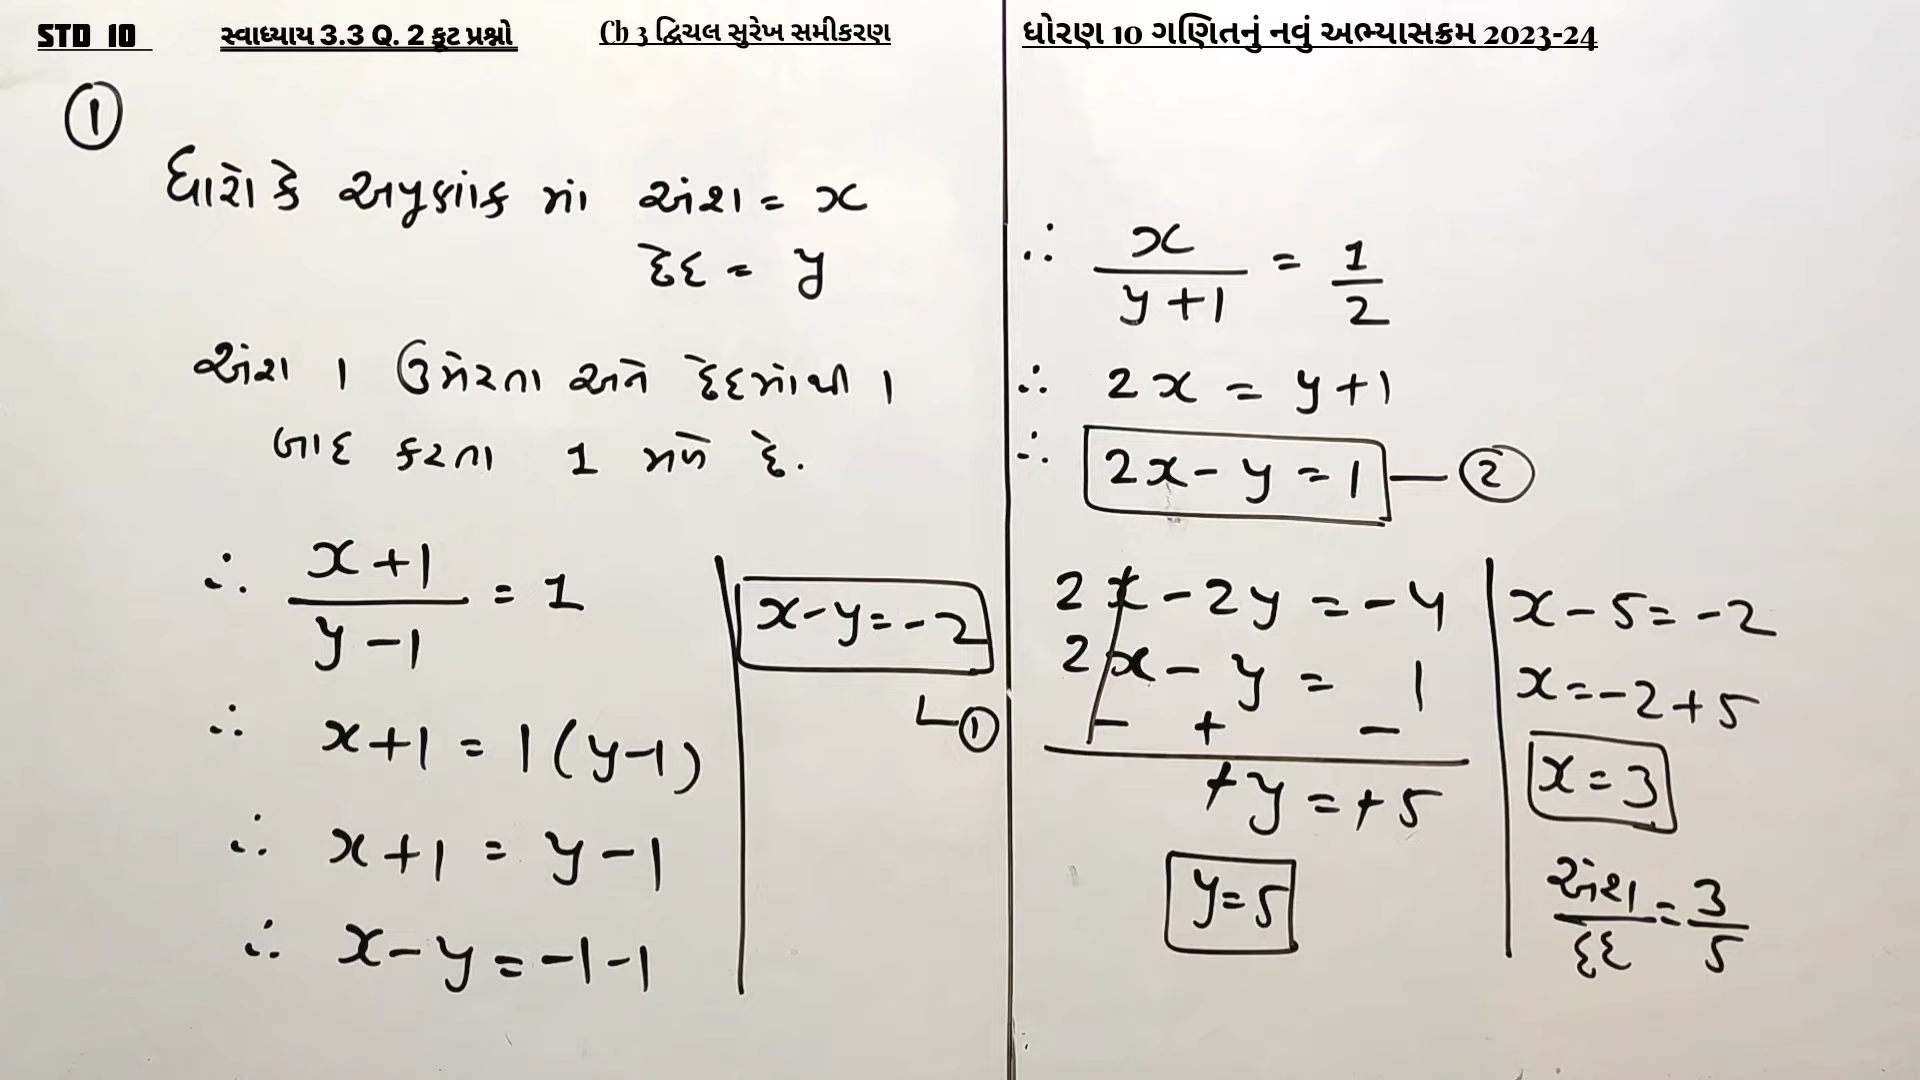 STD 10 સ્વાધ્યાય 3.3 Q. 2 કૂટ પ્રશ્નો Ch 3 દ્વિચલ સુરેખ સમીકરણ ધોરણ 10 ગણિતનું નવું અભ્યાસક્રમ 2023-24
①
ધારો કે અપૂર્ણાંક માં અંશ = x
છેદ = y
અંશ 1 ઉમેરતા અને છેદમાંથી 1
બાદ કરતા 1 મળે છે.
∴ (x+1)/(y-1) = 1
∴ x+1 = 1(y-1)
∴ x+1 = y-1
∴ x-y = -1-1
x-y = -2
①
∴ x/(y+1) = 1/2
∴ 2x = y+1
∴ 2x-y = 1 — ②
2x-2y = -4
2x-y = 1
- + -
+y = +5
y=5
x-5 = -2
x = -2+5
x=3
અંશ/છેદ = 3/5